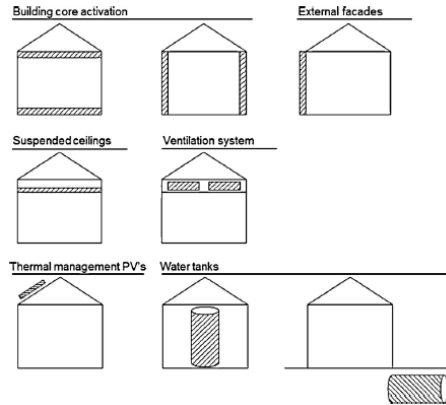 Building core activation
External facades
Suspended ceilings
Ventilation system
Thermal management PV's
Water tanks